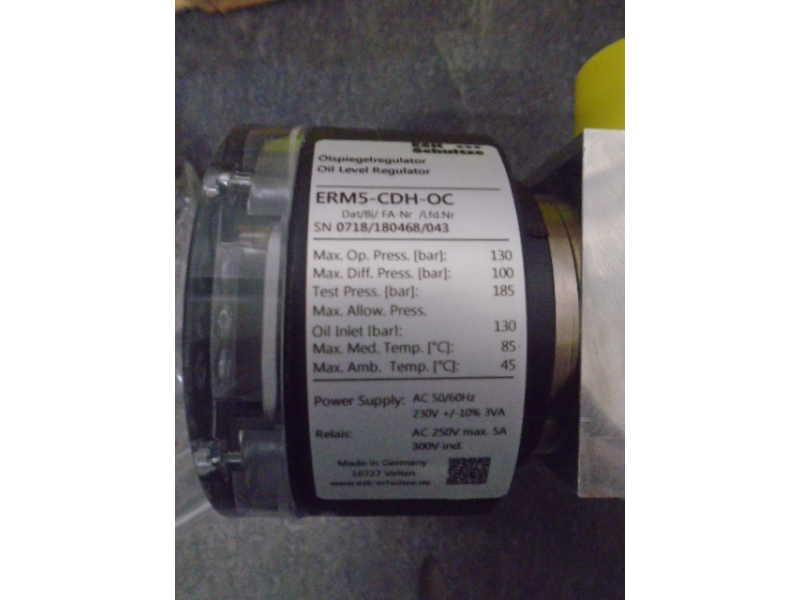 ESK
Schultze
Ölspiegelregulator
Oil Level Regulator
ERM5-CDH-OC
Dat/Bj/ FA-Nr /Lfd.Nr
SN 0718/180468/043
Max. Op. Press. [bar]: 130
Max. Diff. Press. [bar]: 100
Test Press. [bar]: 185
Max. Allow. Press.
Oil Inlet [bar]: 130
Max. Med. Temp. [°C]: 85
Max. Amb. Temp. [°C]: 45
Power Supply: AC 50/60Hz
230V +/-10% 3VA
Relais: AC 250V max. 5A
300V ind.
Made in Germany
16727 Velten
www.esk-schultze.de